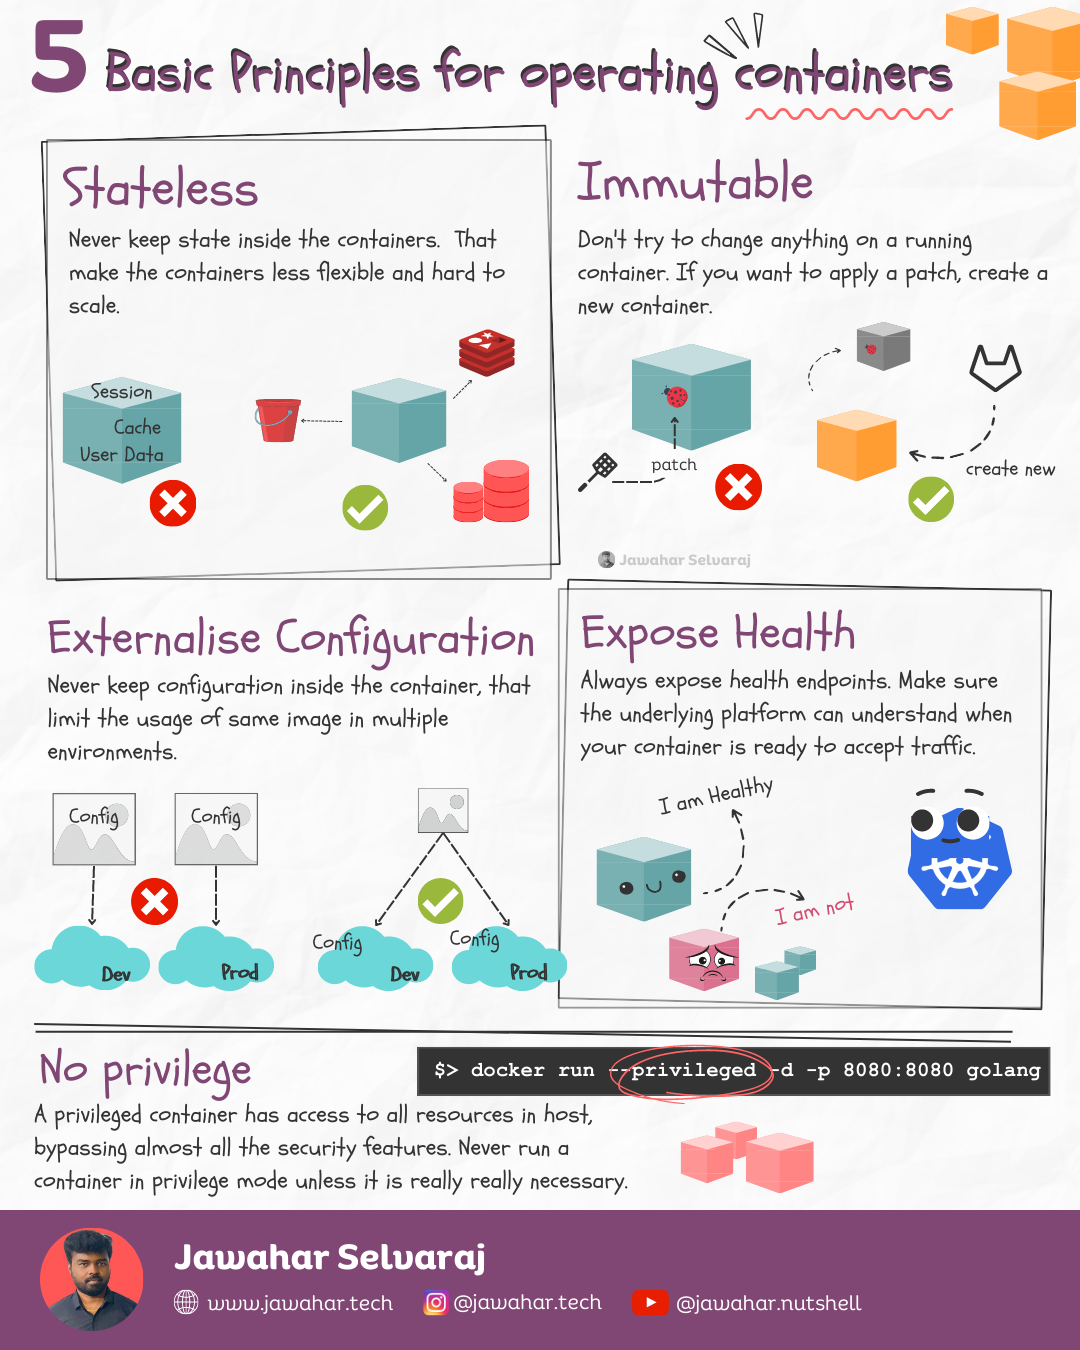 5 Basic Principles for operating containers
Stateless
Never keep state inside the containers. That
make the containers less flexible and hard to
scale.
Session
Cache
User Data
Immutable
Don't try to change anything on a running
container. If you want to apply a patch, create a
new container.
patch
create new
Jawahar Selvaraj
Externalise Configuration
Never keep configuration inside the container, that
limit the usage of same image in multiple
environments.
Config
Config
Dev
Prod
Config
Config
Dev
Prod
Expose Health
Always expose health endpoints. Make sure
the underlying platform can understand when
your container is ready to accept traffic.
I am Healthy
I am not
No privilege
$> docker run --privileged -d -p 8080:8080 golang
A privileged container has access to all resources in host,
bypassing almost all the security features. Never run a
container in privilege mode unless it is really really necessary.
Jawahar Selvaraj
www.jawahar.tech
@jawahar.tech
@jawahar.nutshell